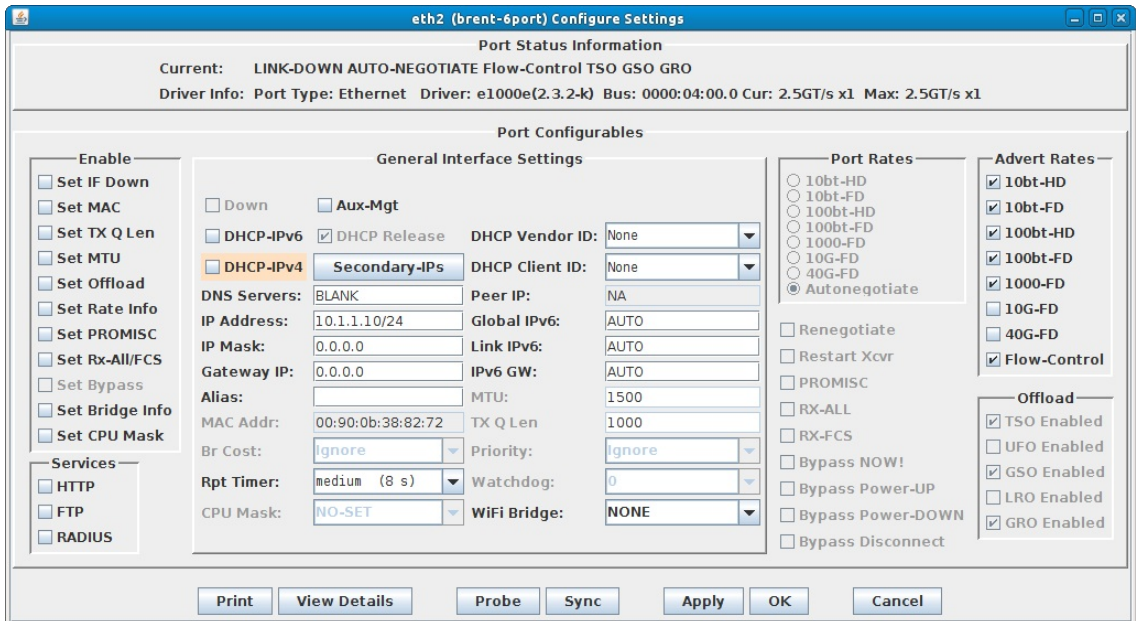 eth2 (brent-6port) Configure Settings
Port Status Information
Current: LINK-DOWN AUTO-NEGOTIATE Flow-Control TSO GSO GRO
Driver Info: Port Type: Ethernet Driver: e1000e(2.3.2-k) Bus: 0000:04:00.0 Cur: 2.5GT/s x1 Max: 2.5GT/s x1
Port Configurables
Enable
Set IF Down
Set MAC
Set TX Q Len
Set MTU
Set Offload
Set Rate Info
Set PROMISC
Set Rx-All/FCS
Set Bypass
Set Bridge Info
Set CPU Mask
Services
HTTP
FTP
RADIUS
General Interface Settings
Down Aux-Mgt
DHCP-IPv6 DHCP Release DHCP Vendor ID: None
DHCP-IPv4 Secondary-IPs DHCP Client ID: None
DNS Servers: BLANK Peer IP: NA
IP Address: 10.1.1.10/24 Global IPv6: AUTO
IP Mask: 0.0.0.0 Link IPv6: AUTO
Gateway IP: 0.0.0.0 IPv6 GW: AUTO
Alias: MTU: 1500
MAC Addr: 00:90:0b:38:82:72 TX Q Len 1000
Br Cost: Ignore Priority: Ignore
Rpt Timer: medium (8 s) Watchdog: 0
CPU Mask: NO-SET WiFi Bridge: NONE
Port Rates
10bt-HD
10bt-FD
100bt-HD
100bt-FD
1000-FD
10G-FD
40G-FD
Autonegotiate
Renegotiate
Restart Xcvr
PROMISC
RX-ALL
RX-FCS
Bypass NOW!
Bypass Power-UP
Bypass Power-DOWN
Bypass Disconnect
Advert Rates
10bt-HD
10bt-FD
100bt-HD
100bt-FD
1000-FD
10G-FD
40G-FD
Flow-Control
Offload
TSO Enabled
UFO Enabled
GSO Enabled
LRO Enabled
GRO Enabled
Print View Details Probe Sync Apply OK Cancel